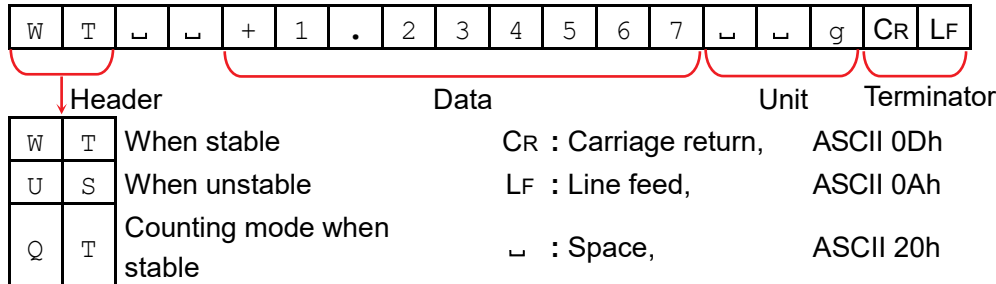 W T ␣ ␣ + 1 . 2 3 4 5 6 7 ␣ ␣ g CR LF
Header Data Unit Terminator
W T When stable CR : Carriage return, ASCII 0Dh
U S When unstable LF : Line feed, ASCII 0Ah
Q T Counting mode when stable ␣ : Space, ASCII 20h